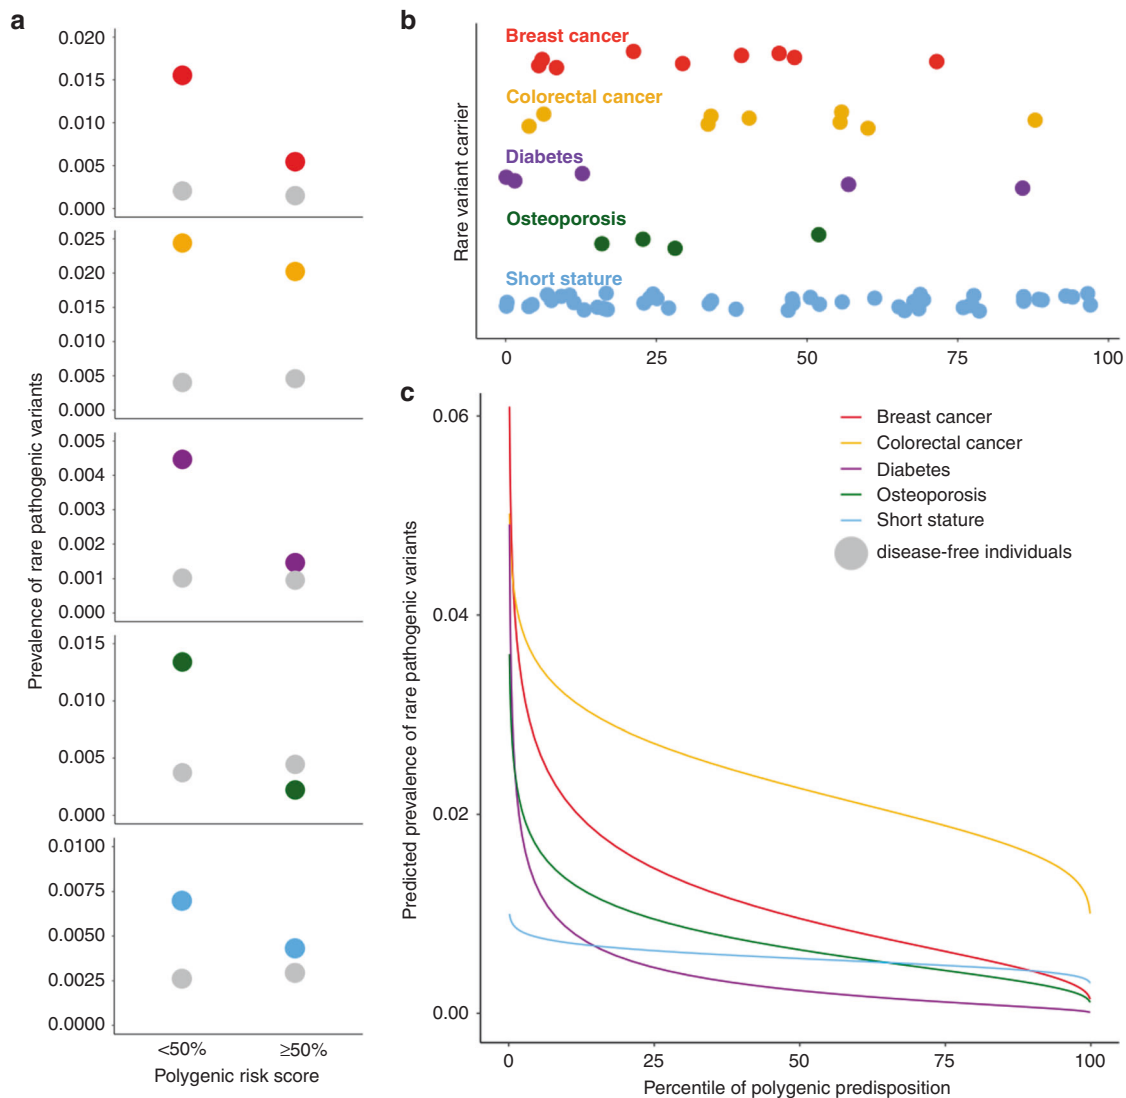 a
0.020
0.015
0.010
0.005
0.000
0.025
0.020
0.015
0.010
0.005
0.000
0.005
0.004
0.003
0.002
0.001
0.000
0.015
0.010
0.005
0.000
0.0100
0.0075
0.0050
0.0025
0.0000
Prevalence of rare pathogenic variants
<50% ≥50%
Polygenic risk score
b
Rare variant carrier
Breast cancer
Colorectal cancer
Diabetes
Osteoporosis
Short stature
0 25 50 75 100
c
Predicted prevalence of rare pathogenic variants
0.06
0.04
0.02
0.00
Breast cancer
Colorectal cancer
Diabetes
Osteoporosis
Short stature
disease-free individuals
0 25 50 75 100
Percentile of polygenic predisposition